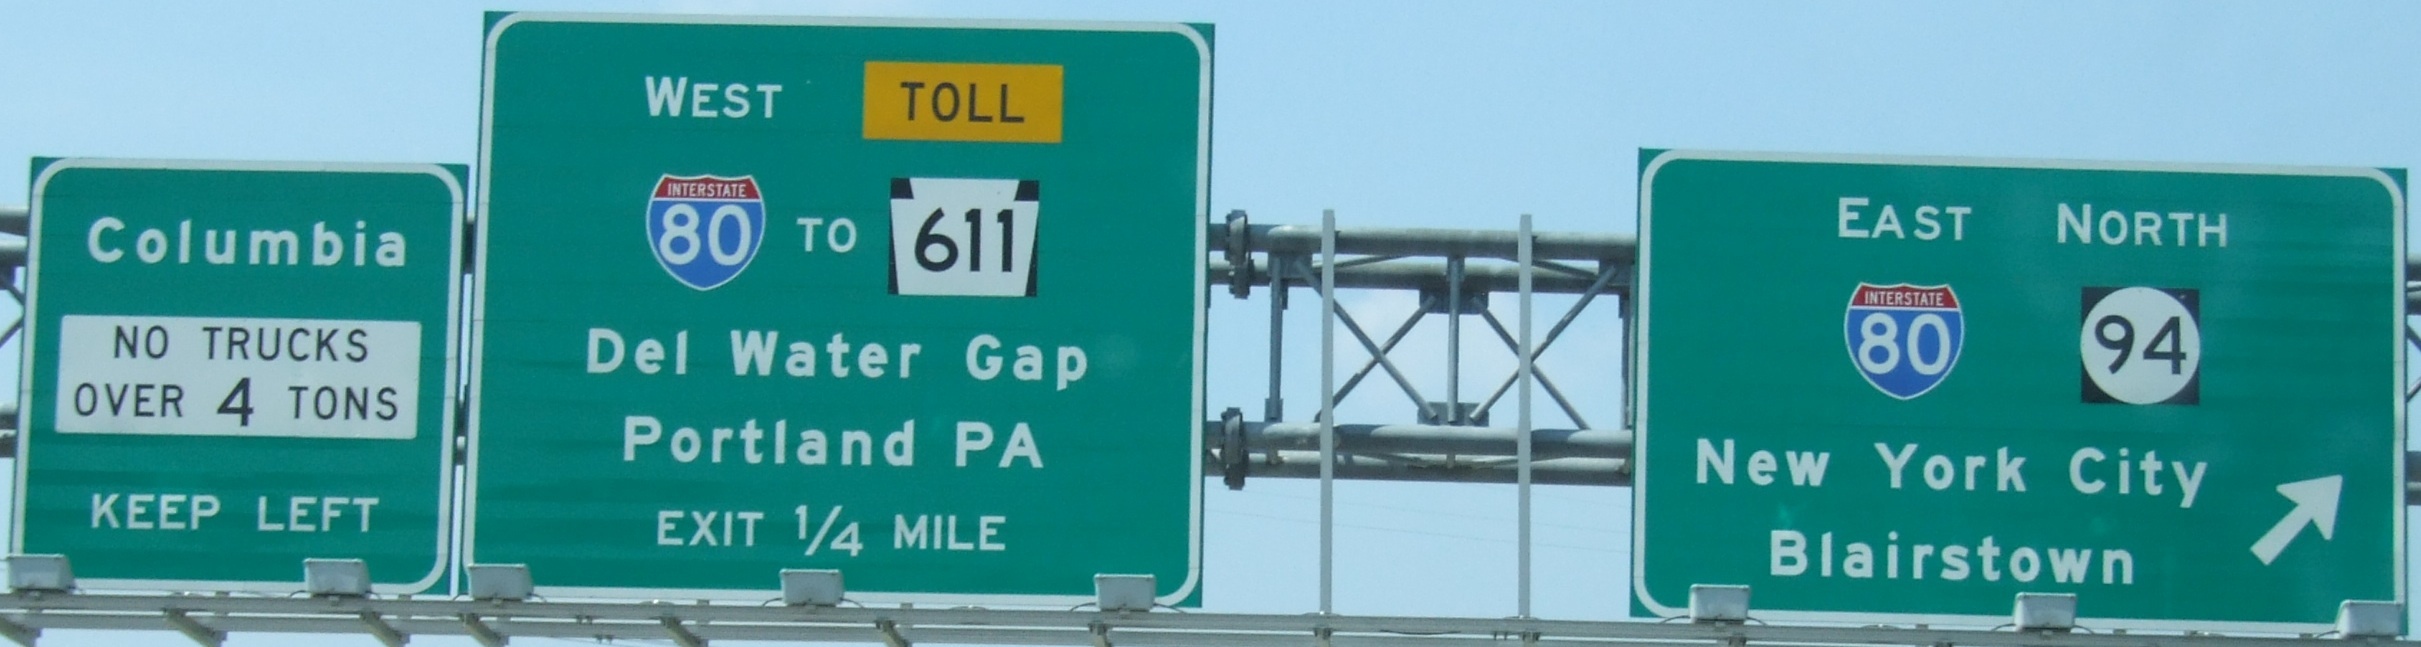 Columbia
NO TRUCKS
OVER 4 TONS
KEEP LEFT
WEST TOLL
INTERSTATE
80 TO 611
Del Water Gap
Portland PA
EXIT 1/4 MILE
EAST NORTH
INTERSTATE
80 94
New York City
Blairstown